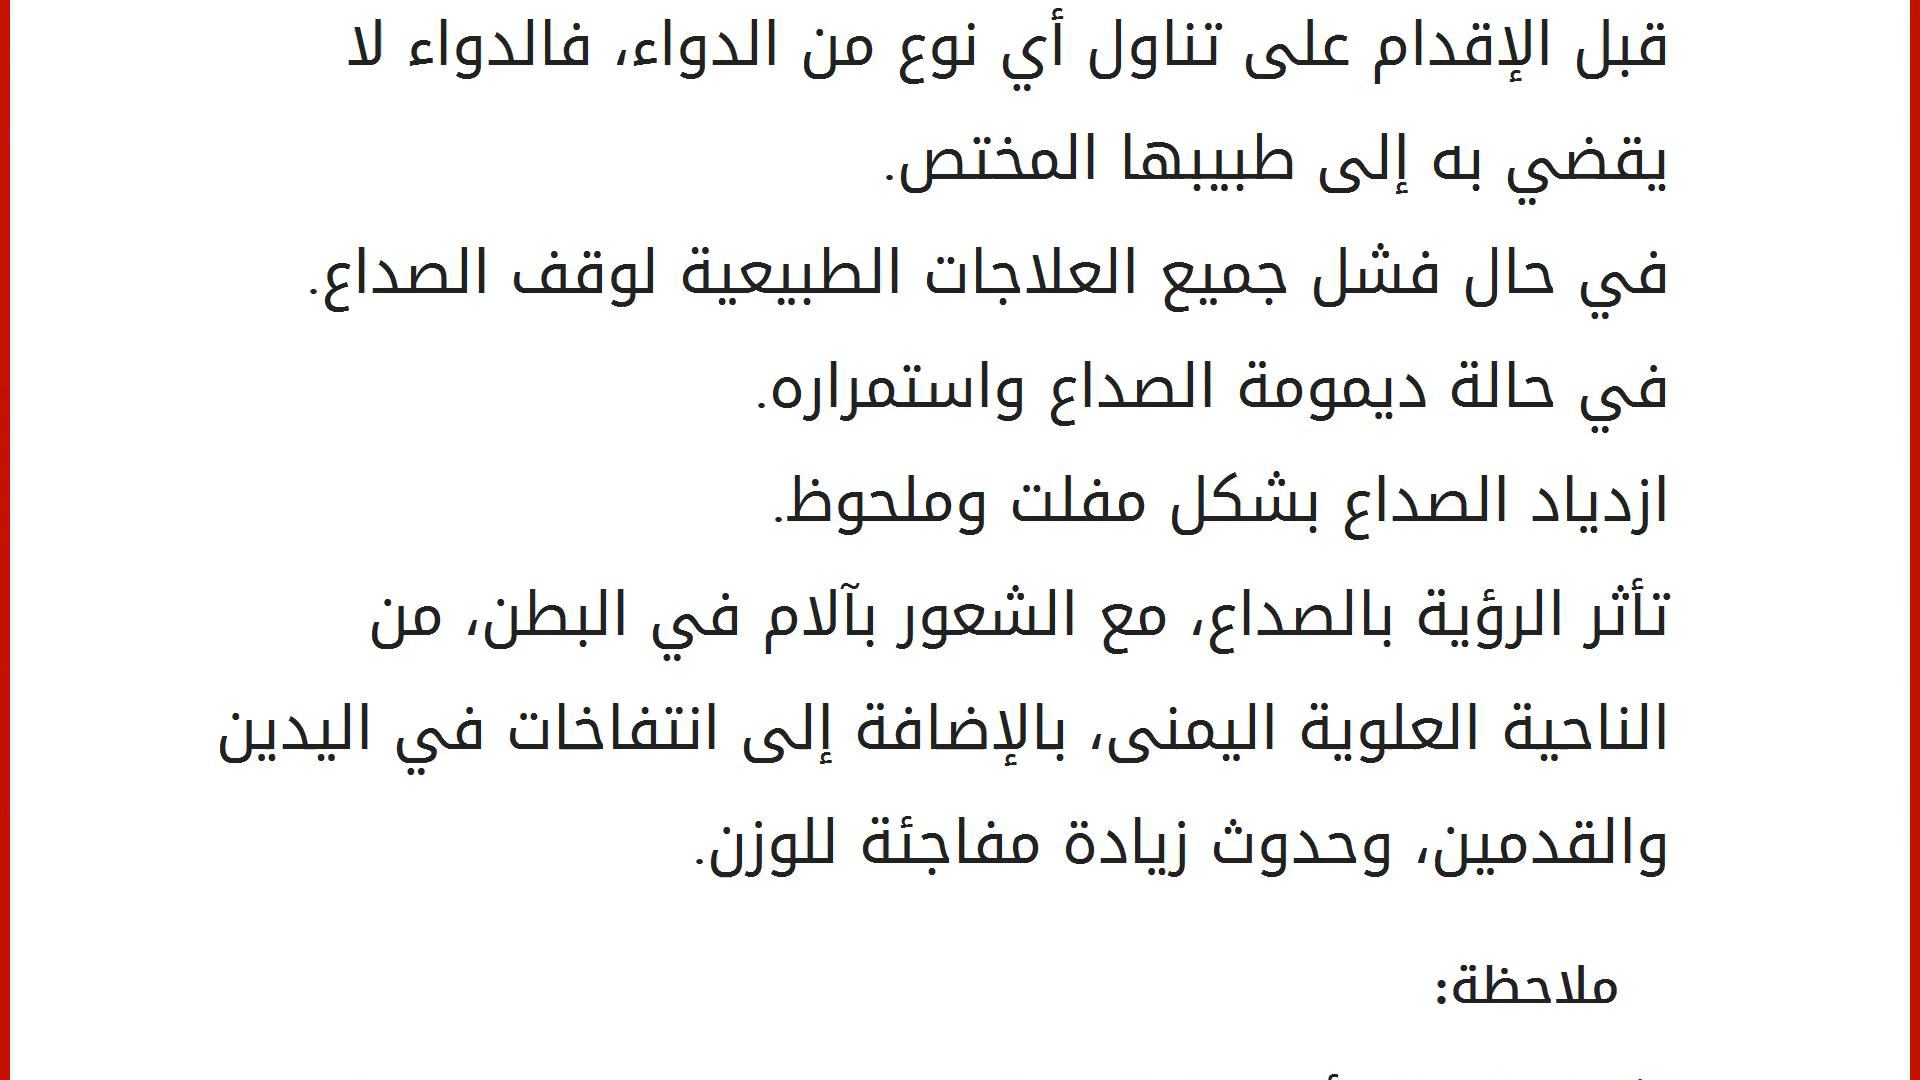 قبل الإقدام على تناول أي نوع من الدواء، فالدواء لا
يقضي به إلى طبيبها المختص.
في حال فشل جميع العلاجات الطبيعية لوقف الصداع.
في حالة ديمومة الصداع واستمراره.
ازدياد الصداع بشكل مفلت وملحوظ.
تأثر الرؤية بالصداع، مع الشعور بآلام في البطن، من
الناحية العلوية اليمنى، بالإضافة إلى انتفاخات في اليدين
والقدمين، وحدوث زيادة مفاجئة للوزن.
ملاحظة: